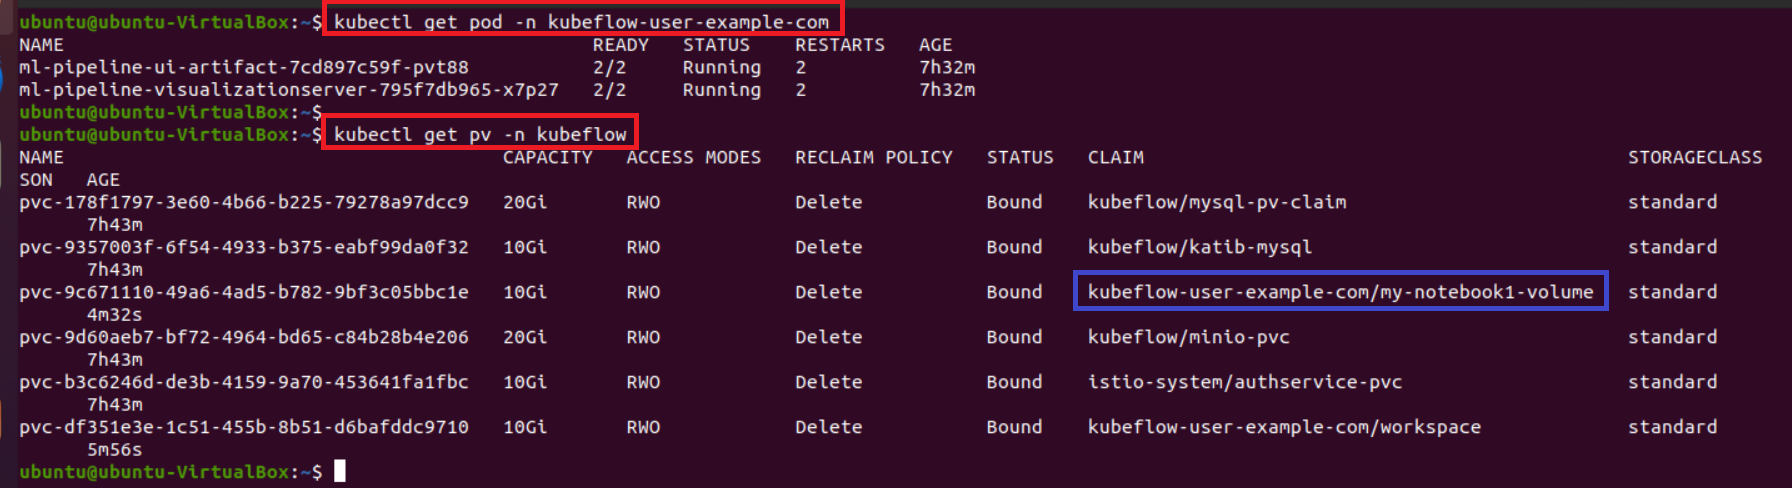 ubuntu@ubuntu-VirtualBox:~$ kubectl get pod -n kubeflow-user-example-com
NAME READY STATUS RESTARTS AGE
ml-pipeline-ui-artifact-7cd897c59f-pvt88 2/2 Running 2 7h32m
ml-pipeline-visualizationserver-795f7db965-x7p27 2/2 Running 2 7h32m
ubuntu@ubuntu-VirtualBox:~$
ubuntu@ubuntu-VirtualBox:~$ kubectl get pv -n kubeflow
NAME CAPACITY ACCESS MODES RECLAIM POLICY STATUS CLAIM STORAGECLASS
SON AGE
pvc-178f1797-3e60-4b66-b225-79278a97dcc9 20Gi RWO Delete Bound kubeflow/mysql-pv-claim standard
7h43m
pvc-9357003f-6f54-4933-b375-eabf99da0f32 10Gi RWO Delete Bound kubeflow/katib-mysql standard
7h43m
pvc-9c671110-49a6-4ad5-b782-9bf3c05bbc1e 10Gi RWO Delete Bound kubeflow-user-example-com/my-notebook1-volume standard
4m32s
pvc-9d60aeb7-bf72-4964-bd65-c84b28b4e206 20Gi RWO Delete Bound kubeflow/minio-pvc standard
7h43m
pvc-b3c6246d-de3b-4159-9a70-453641fa1fbc 10Gi RWO Delete Bound istio-system/authservice-pvc standard
7h43m
pvc-df351e3e-1c51-455b-8b51-d6bafddc9710 10Gi RWO Delete Bound kubeflow-user-example-com/workspace standard
5m56s
ubuntu@ubuntu-VirtualBox:~$